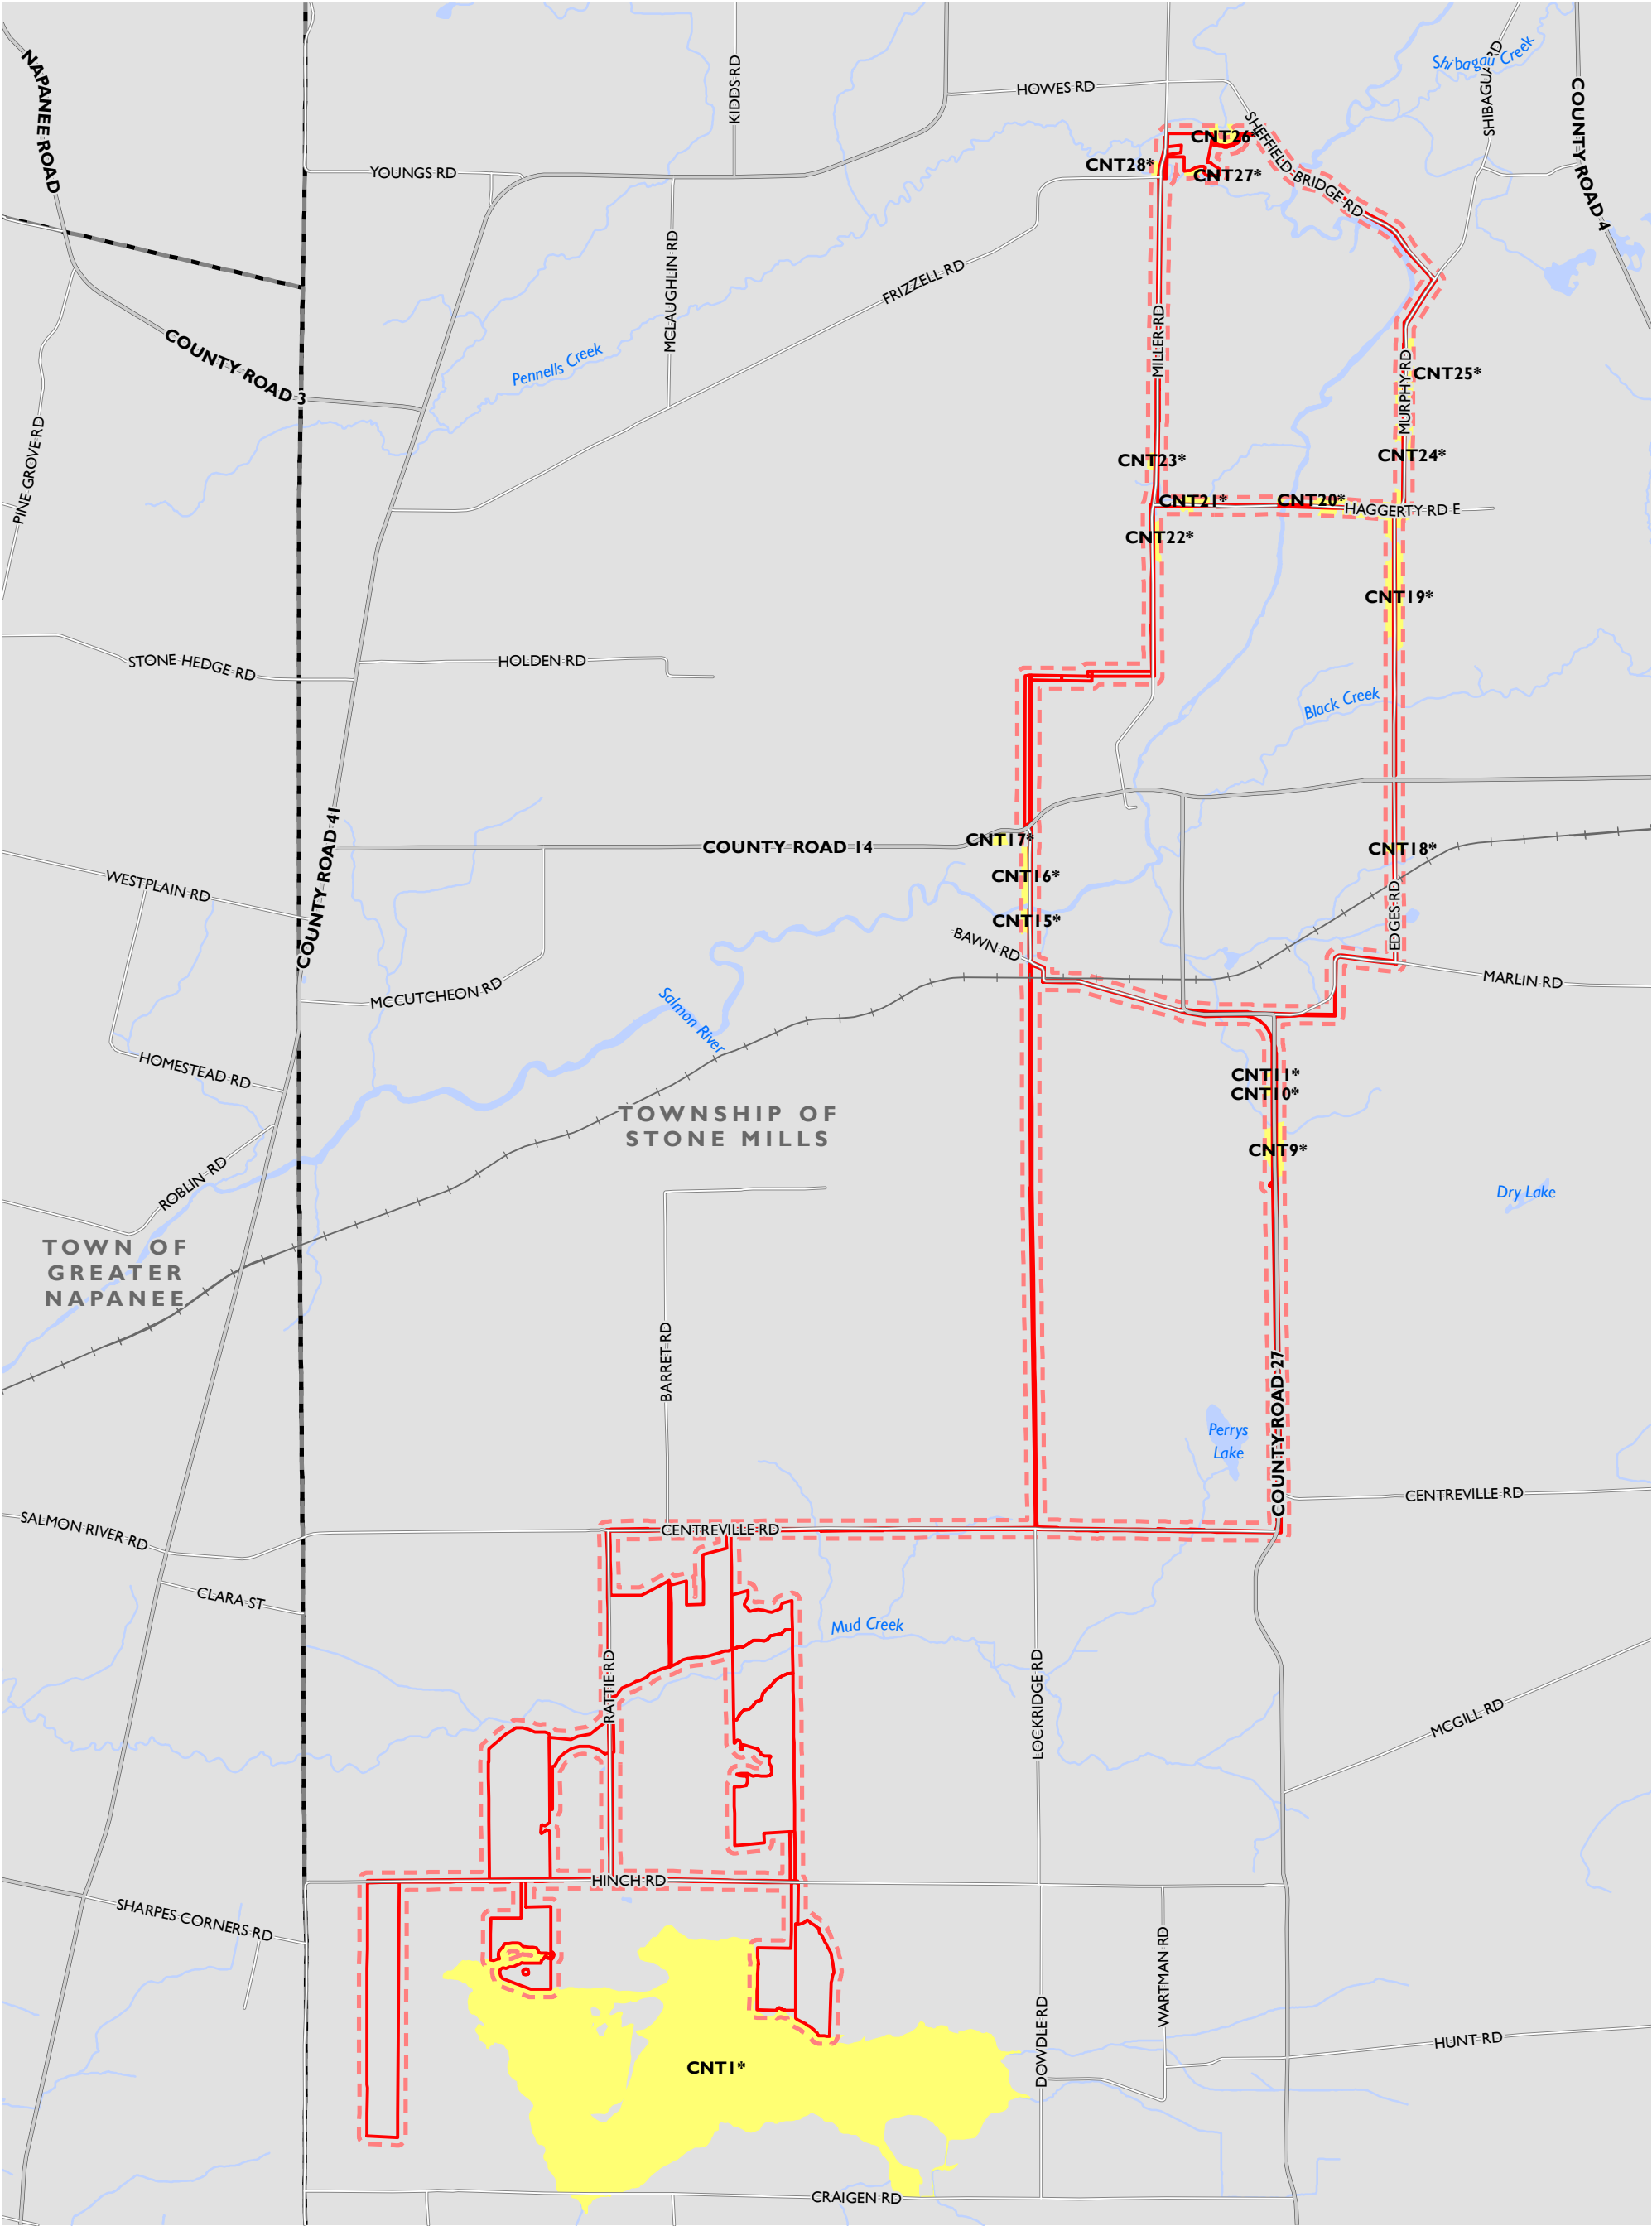 Shibagau Creek
SHIBAGUA RD
KIDDS RD
NAPANEE ROAD
HOWES RD
COUNTY ROAD 4
SHEFFIELD BRIDGE RD
CNT26*
CNT28*
CNT27*
YOUNGS RD
MCLAUGHLIN RD
FRIZZELL RD
MILLER RD
COUNTY ROAD 3
Pennells Creek
MURPHY RD
CNT25*
PINE GROVE RD
CNT23*
CNT24*
CNT21*
CNT20*
HAGGERTY RD E
CNT22*
CNT19*
STONE HEDGE RD
HOLDEN RD
Black Creek
COUNTY ROAD 41
COUNTY ROAD 14
CNT17*
CNT18*
WESTPLAIN RD
CNT16*
CNT15*
EDGES RD
BAWN RD
MARLIN RD
MCCUTCHEON RD
Salmon River
HOMESTEAD RD
CNT11*
CNT10*
TOWNSHIP OF
STONE MILLS
CNT9*
ROBLIN RD
Dry Lake
TOWN OF
GREATER
NAPANEE
BARRET RD
COUNTY ROAD 27
Perrys
Lake
CENTREVILLE RD
SALMON RIVER RD
CENTREVILLE RD
CLARA ST
Mud Creek
RATTIE RD
LOCKRIDGE RD
MCGILL RD
HINCH RD
SHARPES CORNERS RD
WARTMAN RD
DOWDLE RD
HUNT RD
CNT1*
CRAIGEN RD